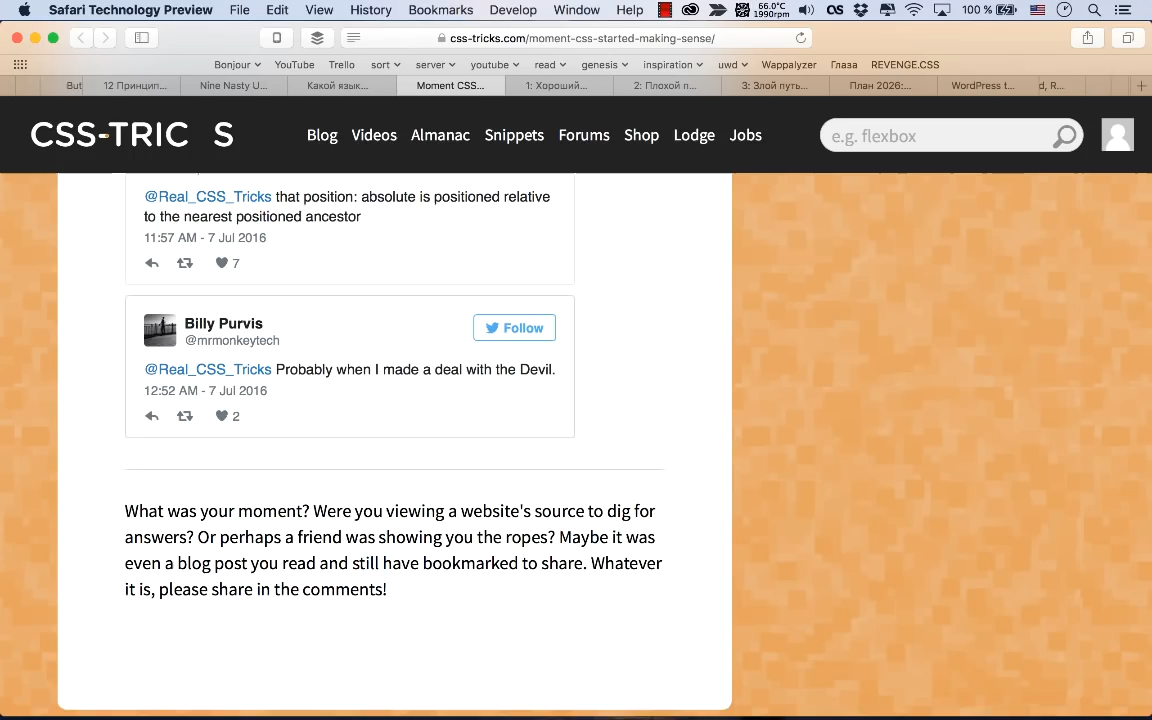 Safari Technology Preview File Edit View History Bookmarks Develop Window Help 66.0°C 1990rpm 100 %
css-tricks.com/moment-css-started-making-sense/
Bonjour YouTube Trello sort server youtube read genesis inspiration uwd Wappalyzer Глаза REVENGE.CSS
But 12 Принцип... Nine Nasty U... Какой язык... Moment CSS... 1: Хороший... 2: Плохой п... 3: Злой путь... План 2026:... WordPress t... d, R...
CSS-TRIC S Blog Videos Almanac Snippets Forums Shop Lodge Jobs e.g. flexbox
@Real_CSS_Tricks that position: absolute is positioned relative
to the nearest positioned ancestor
11:57 AM - 7 Jul 2016
7
Billy Purvis Follow
@mrmonkeytech
@Real_CSS_Tricks Probably when I made a deal with the Devil.
12:52 AM - 7 Jul 2016
2
What was your moment? Were you viewing a website's source to dig for
answers? Or perhaps a friend was showing you the ropes? Maybe it was
even a blog post you read and still have bookmarked to share. Whatever
it is, please share in the comments!